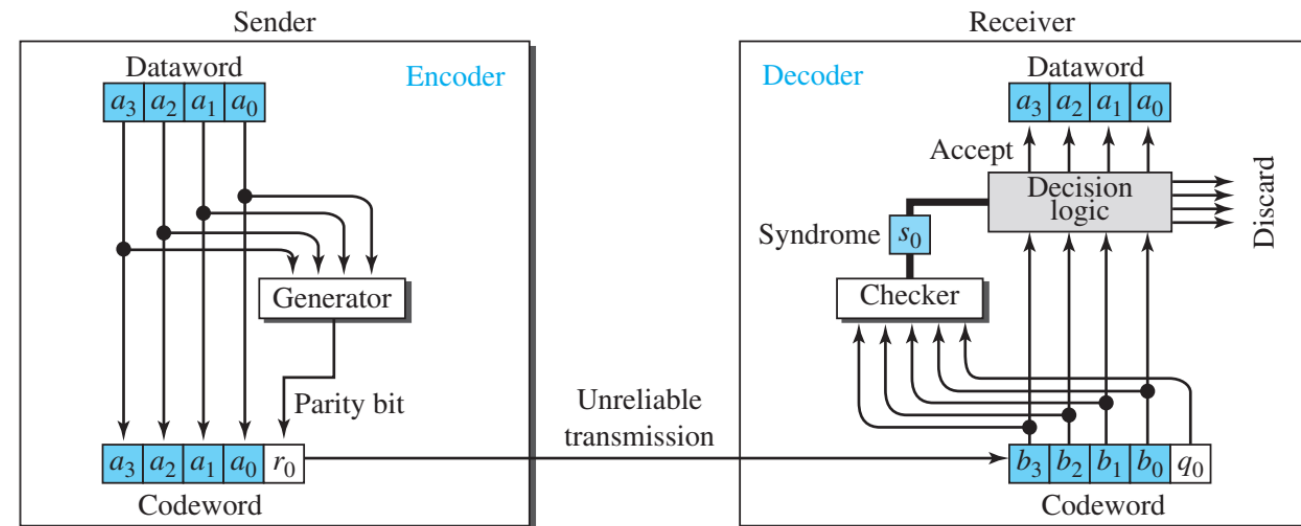 Sender
Encoder
Dataword
a₃ a₂ a₁ a₀
Generator
Parity bit
a₃ a₂ a₁ a₀ r₀
Codeword
Unreliable
transmission
Receiver
Decoder
Dataword
a₃ a₂ a₁ a₀
Accept
Decision
logic
Discard
Syndrome
s₀
Checker
b₃ b₂ b₁ b₀ q₀
Codeword